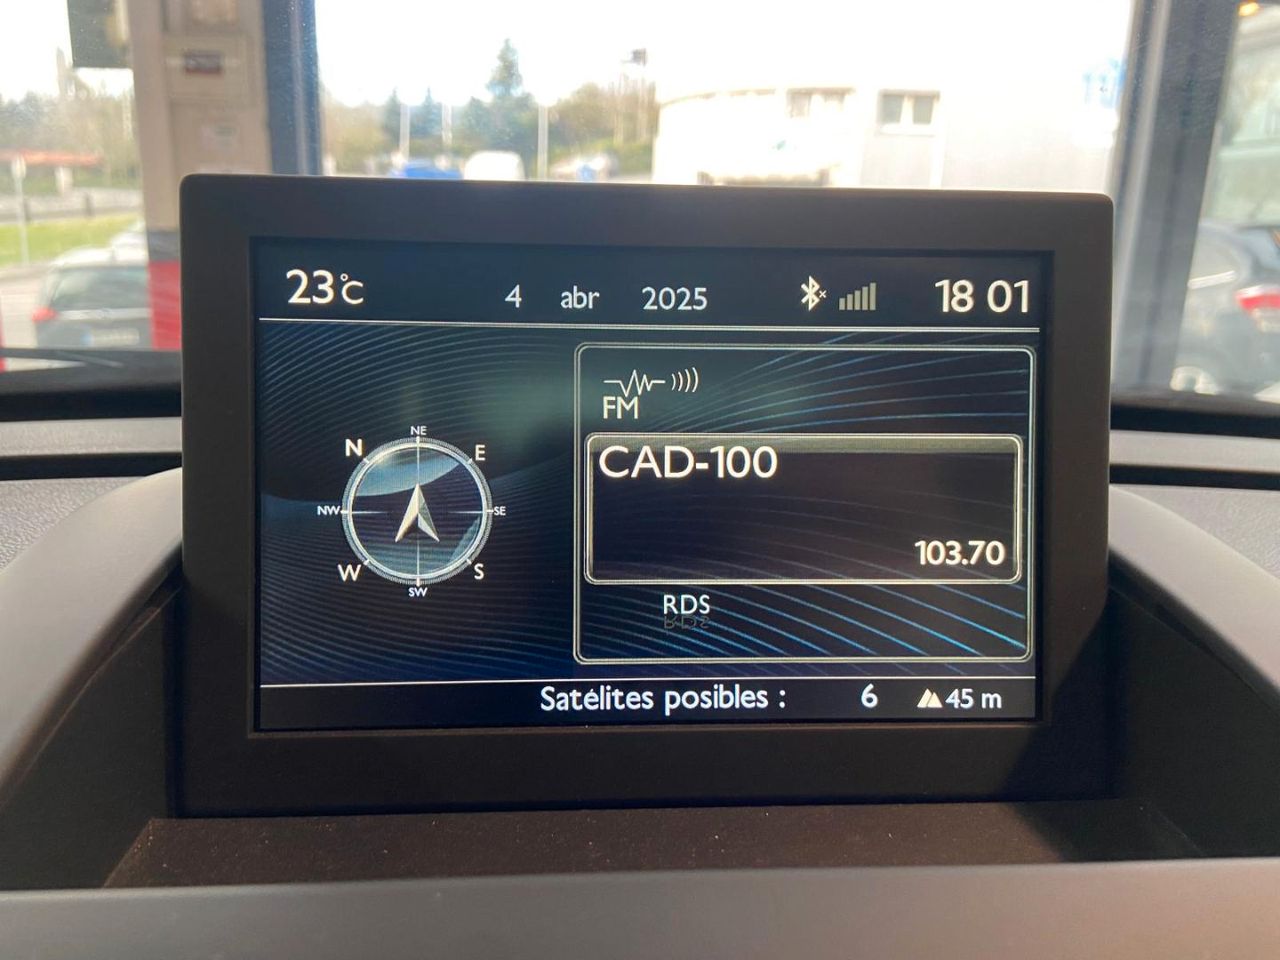 23°C 4 abr 2025 18 01
FM
CAD-100
103.70
RDS
NE
N E
NW SE
W S
SW
Satélites posibles : 6 45 m